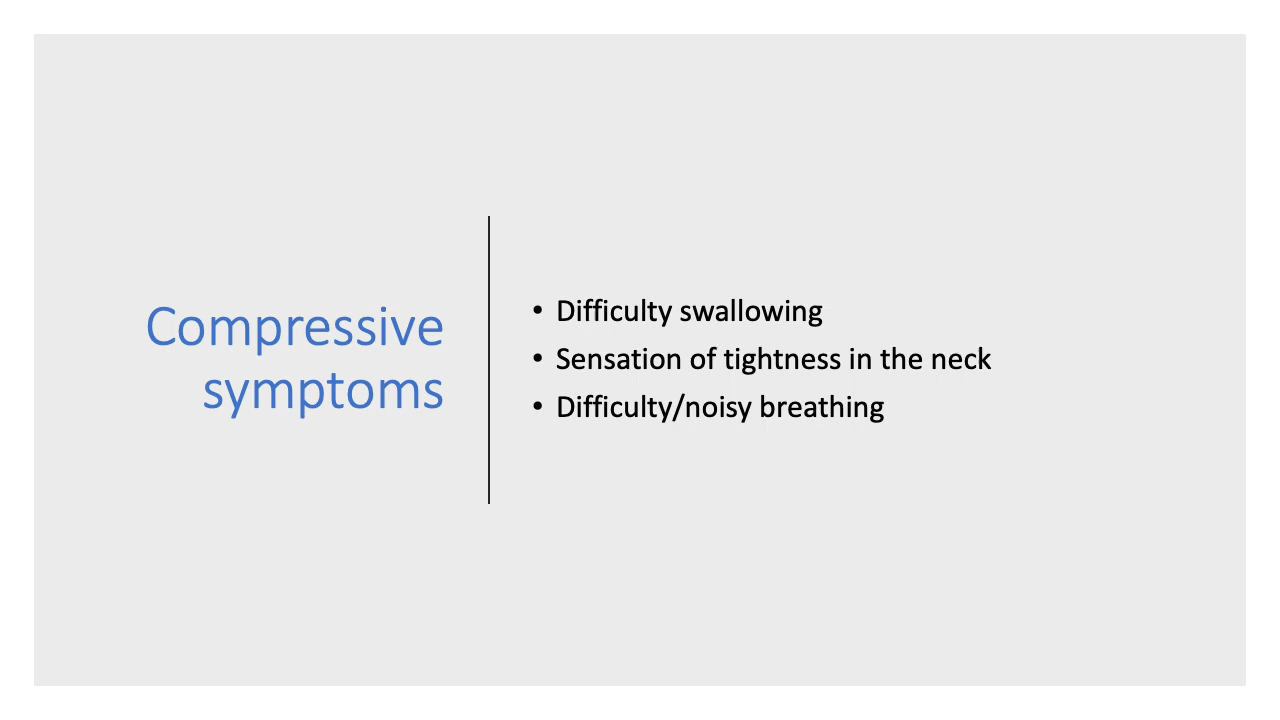 Compressive
symptoms
• Difficulty swallowing
• Sensation of tightness in the neck
• Difficulty/noisy breathing